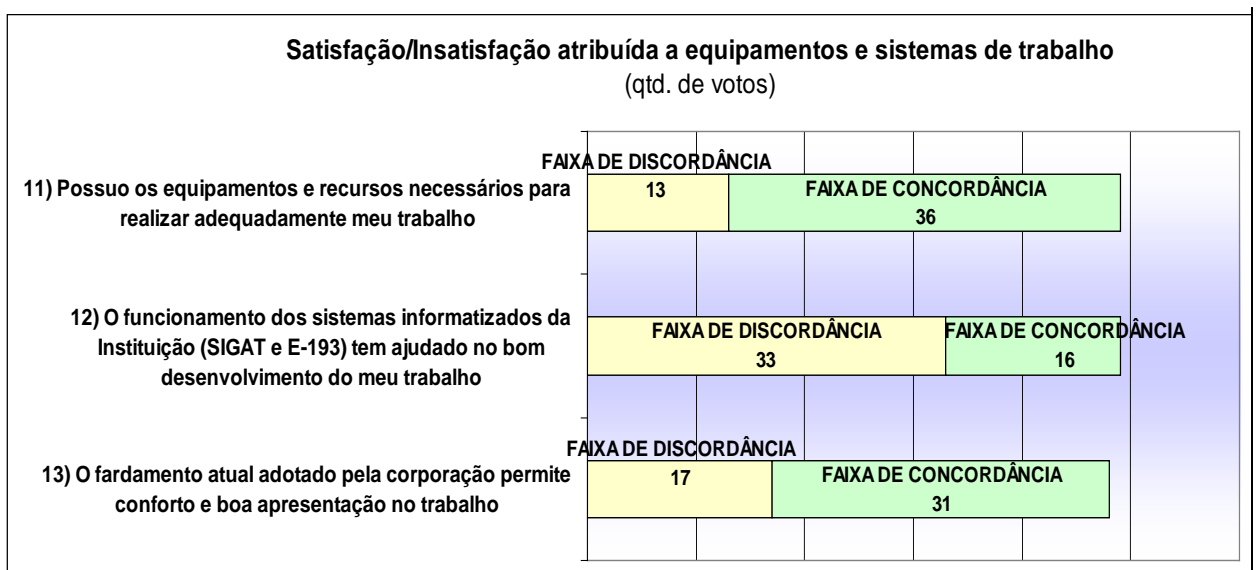 Satisfação/Insatisfação atribuída a equipamentos e sistemas de trabalho
(qtd. de votos)
FAIXA DE DISCORDÂNCIA
11) Possuo os equipamentos e recursos necessários para
realizar adequadamente meu trabalho
13
FAIXA DE CONCORDÂNCIA
36
12) O funcionamento dos sistemas informatizados da
Instituição (SIGAT e E-193) tem ajudado no bom
desenvolvimento do meu trabalho
FAIXA DE DISCORDÂNCIA
33
FAIXA DE CONCORDÂNCIA
16
FAIXA DE DISCORDÂNCIA
13) O fardamento atual adotado pela corporação permite
conforto e boa apresentação no trabalho
17
FAIXA DE CONCORDÂNCIA
31